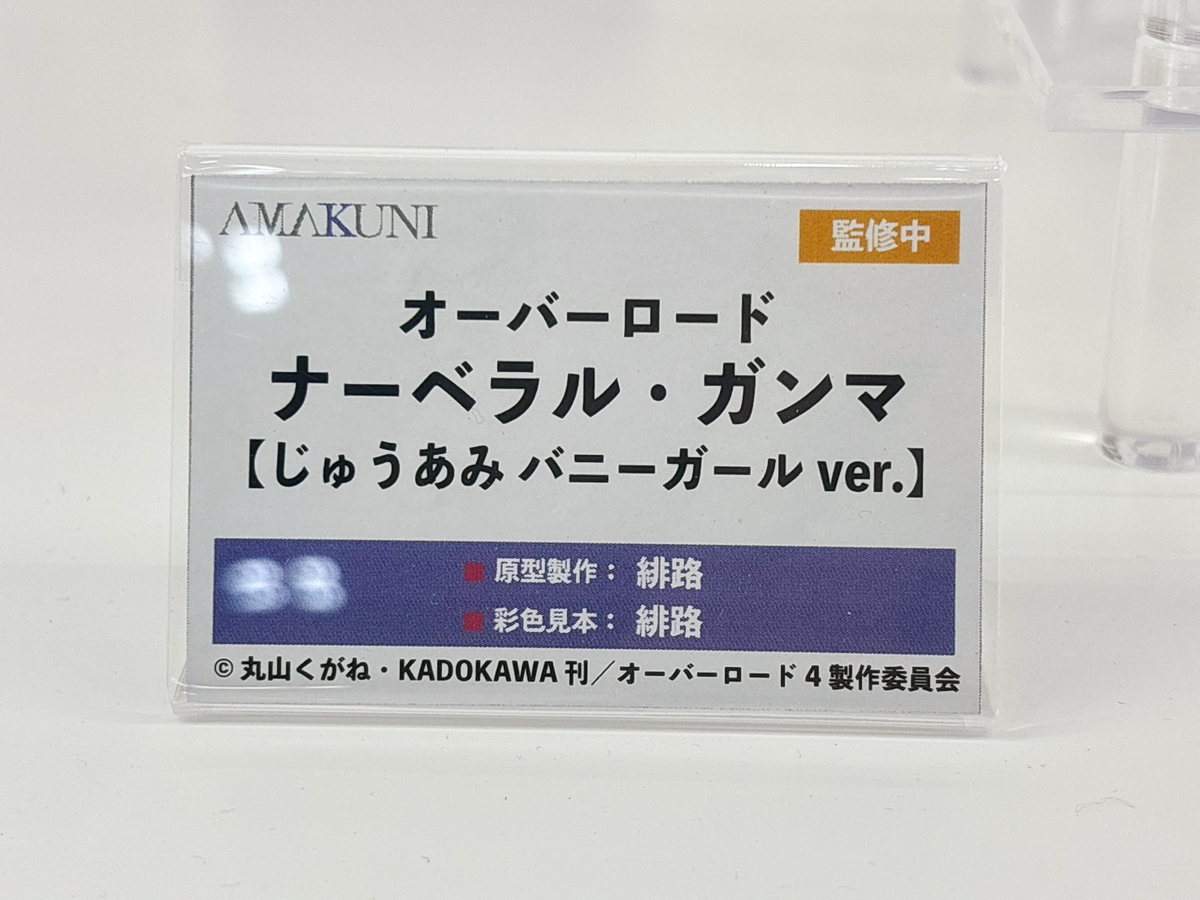 AMAKUNI
監修中
オーバーロード
ナーベラル・ガンマ
【じゅうあみ バニーガール ver.】
■ 原型製作： 緋路
■ 彩色見本： 緋路
© 丸山くがね・KADOKAWA 刊／オーバーロード 4 製作委員会